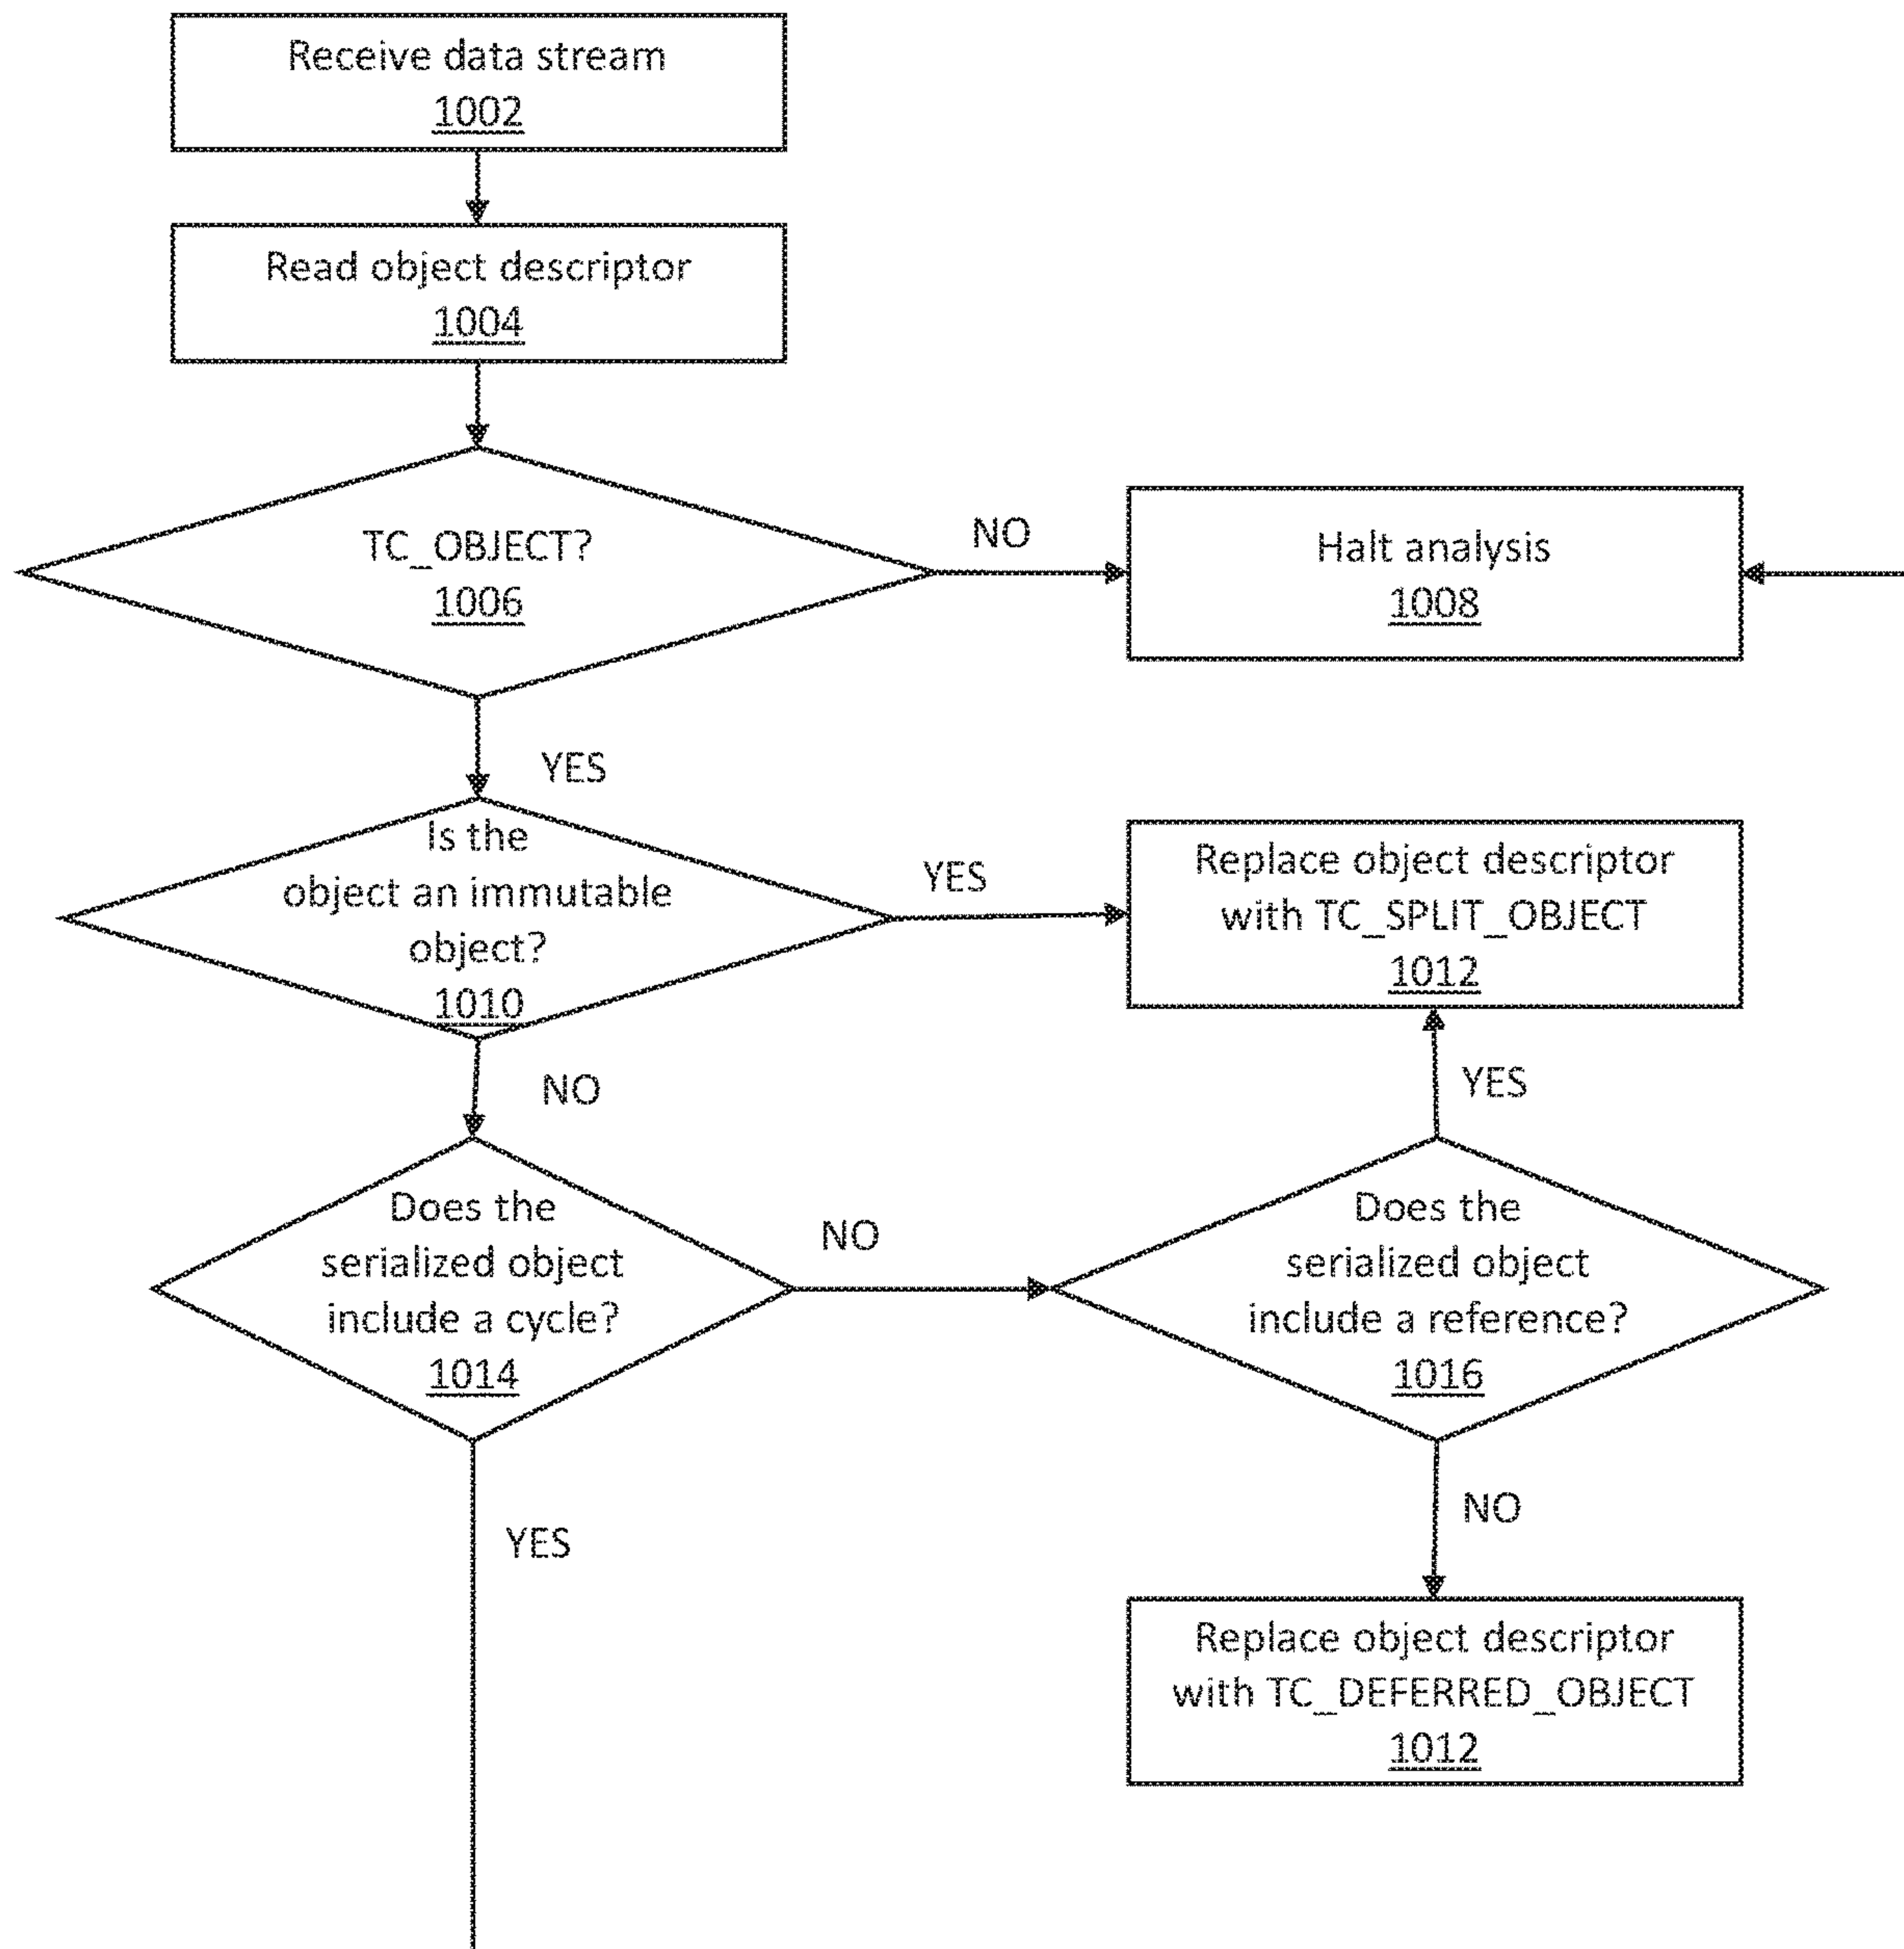 Receive data stream
1002
Read object descriptor
1004
TC_OBJECT?
1006
NO
Halt analysis
1008
YES
Is the
object an immutable
object?
1010
YES
Replace object descriptor
with TC_SPLIT_OBJECT
1012
NO
YES
Does the
serialized object
include a cycle?
1014
NO
Does the
serialized object
include a reference?
1016
YES
NO
Replace object descriptor
with TC_DEFERRED_OBJECT
1012